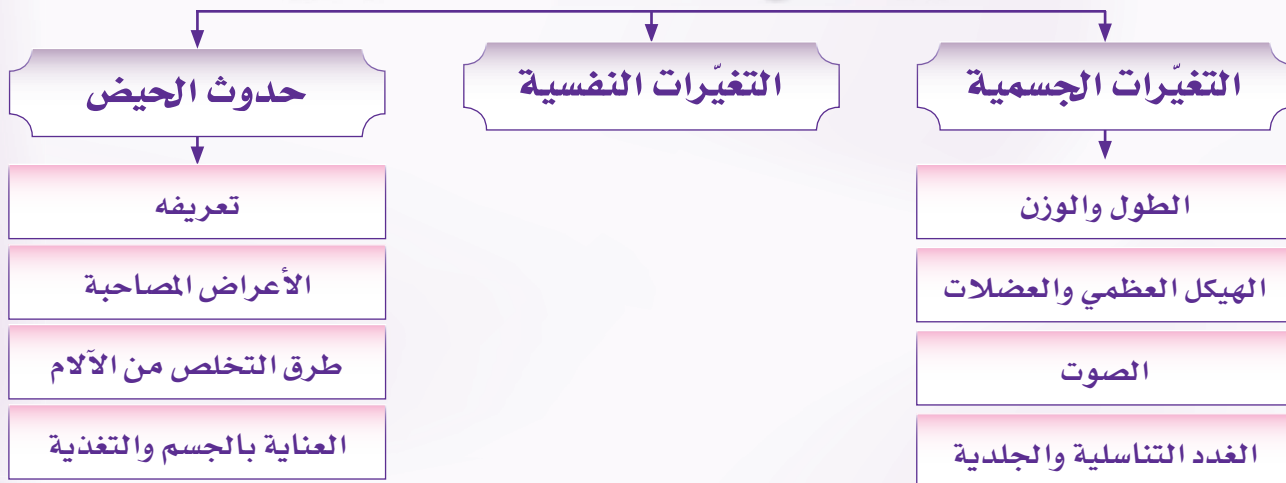 التغيّرات الجسمية
التغيّرات النفسية
حدوث الحيض
الطول والوزن
الهيكل العظمي والعضلات
الصوت
الغدد التناسلية والجلدية
تعريفه
الأعراض المصاحبة
طرق التخلص من الآلام
العناية بالجسم والتغذية